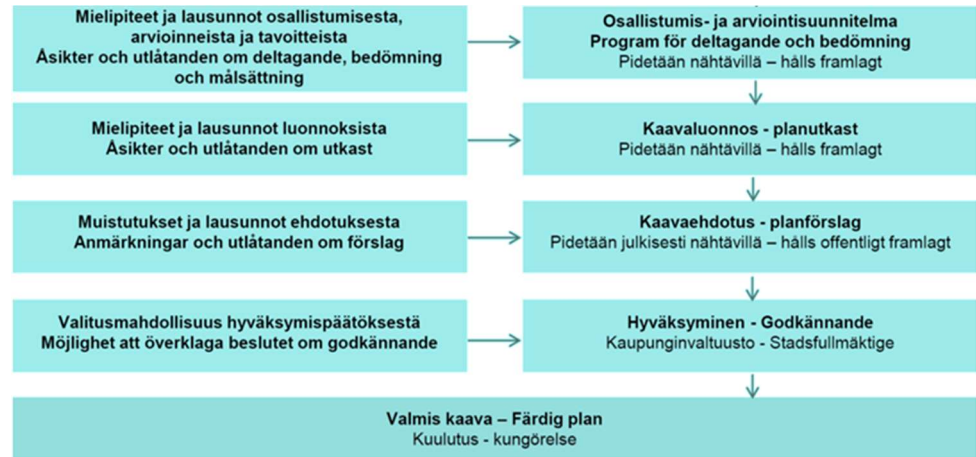 Mielipiteet ja lausunnot osallistumisesta,
arvioinneista ja tavoitteista
Åsikter och utlåtanden om deltagande, bedömning
och målsättning
Osallistumis- ja arviointisuunnitelma
Program för deltagande och bedömning
Pidetään nähtävillä – hålls framlagt
Mielipiteet ja lausunnot luonnoksista
Åsikter och utlåtanden om utkast
Kaavaluonnos - planutkast
Pidetään nähtävillä – hålls framlagt
Muistutukset ja lausunnot ehdotuksesta
Anmärkningar och utlåtanden om förslag
Kaavaehdotus - planförslag
Pidetään julkisesti nähtävillä – hålls offentligt framlagt
Valitusmahdollisuus hyväksymispäätöksestä
Möjlighet att överklaga beslutet om godkännande
Hyväksyminen - Godkännande
Kaupunginvaltuusto - Stadsfullmäktige
Valmis kaava – Färdig plan
Kuulutus - kungörelse